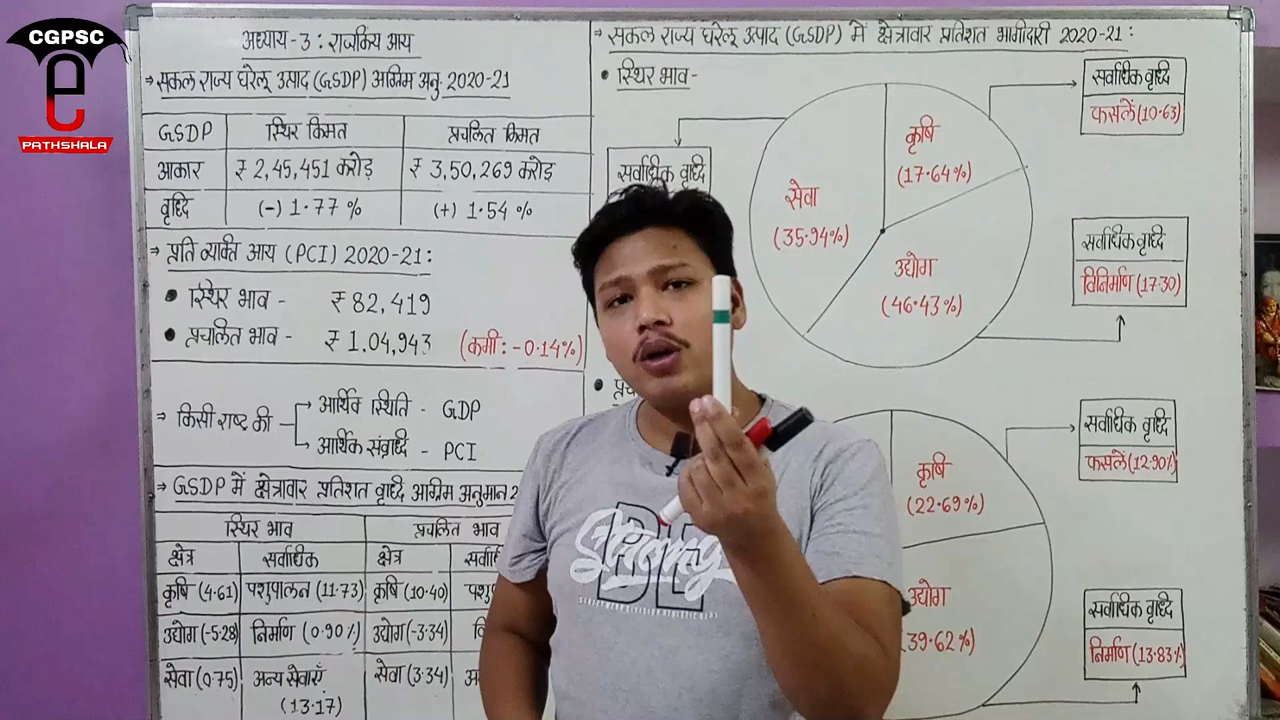 CGPSC
e
PATHSHALA
अध्याय-3 : राजकिय आय
→ सकल राज्य घरेलू उत्पाद (GSDP) अग्रिम अनु. 2020-21
GSDP स्थिर किमत प्रचलित किमत
आकार ₹ 2,45,451 करोड़ ₹ 3,50,269 करोड़
वृध्दि (-) 1.77 % (+) 1.54 %
⇒ प्रति व्यक्ति आय (PCI) 2020-21:
• स्थिर भाव - ₹ 82,419
• प्रचलित भाव - ₹ 1.04,943 (कमी : -0.14%)
⇒ किसी राष्ट की
→ आर्थिव स्थिति - GDP
→ आर्थिक संवृध्दि - PCI
→ GSDP में क्षेत्रावार प्रतिशत वृध्दि अग्रिम अनुमान 2
स्थिर भाव प्रचलित भाव
क्षेत्र सर्वाधिक क्षेत्र
कृषि (4.61) पशुपालन (11.73) कृषि (10.40) पशु
उद्योग (-5.28) निर्माण (0.90%) उद्योग (-3.34)
सेवा (0.75) अन्य सेवाएँ (13.17) सेवा (3.34)
→ सकल राज्य घरेलू उत्पाद (GSDP) में क्षेत्रावार प्रतिशत भागीदारी 2020-21 :
• स्थिर भाव -
सर्वाधिक वृध्दि
कृषि
(17.64%)
सेवा
(35.94%)
उद्योग
(46.43%)
सर्वाधिक वृध्दि
फसलें (10.63)
सर्वाधिक वृध्दि
विनिर्माण (17.30)
• प्रच
कृषि
(22.69%)
उद्योग
(39.62%)
सर्वाधिक वृध्दि
फसलें (12.90%)
सर्वाधिक वृध्दि
निर्माण (13.83%)
BE
Strong